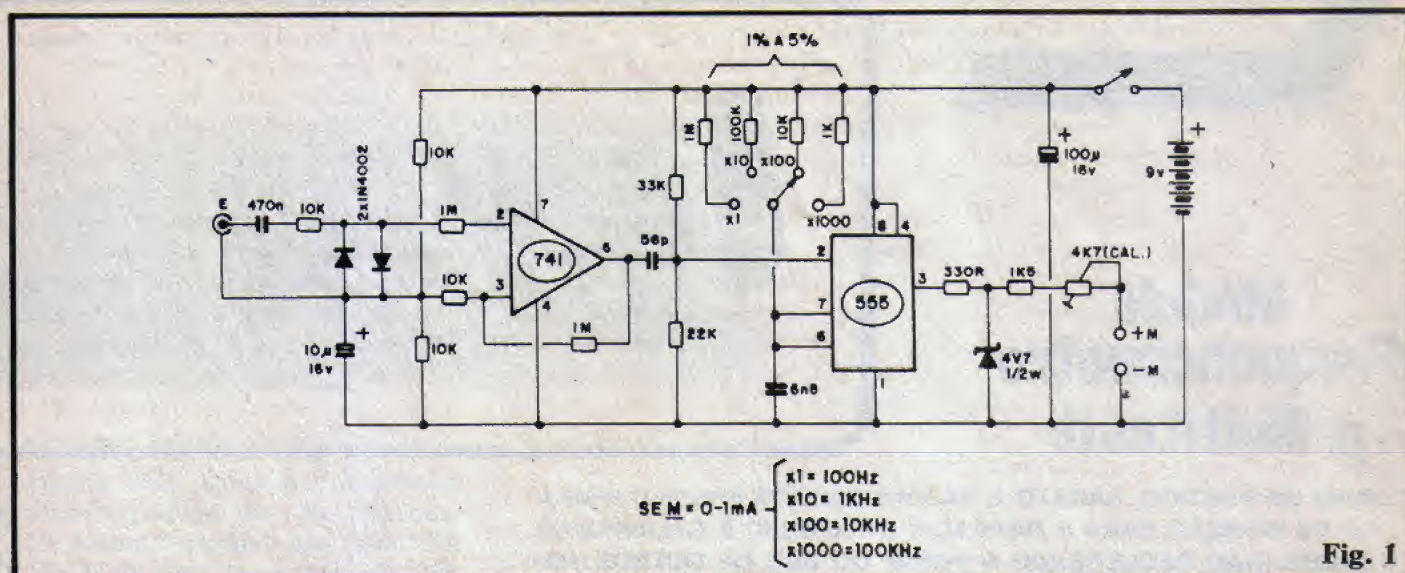 1% A 5%
E
470n
10K
2x1N4002
10K
1M
10K
10K
10µ
16v
2
3
7
741
6
4
1M
56p
33K
22K
1M
100K
10K
1K
x1
x10
x100
x1000
8
4
2
7
6
555
3
1
6n8
330R
1K5
4K7(CAL.)
4V7
1/2w
+M
-M
100µ
16v
+
9v
+
+
SE M = 0-1mA
x1 = 100Hz
x10 = 1KHz
x100 = 10KHz
x1000 = 100KHz
Fig. 1